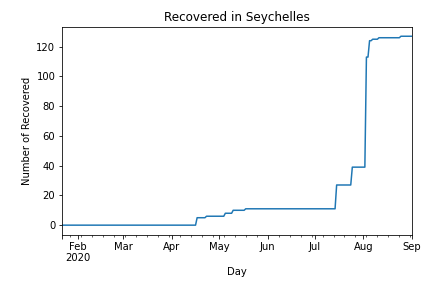 Recovered in Seychelles
Number of Recovered
120
100
80
60
40
20
0
Feb Mar Apr May Jun Jul Aug Sep
2020
Day